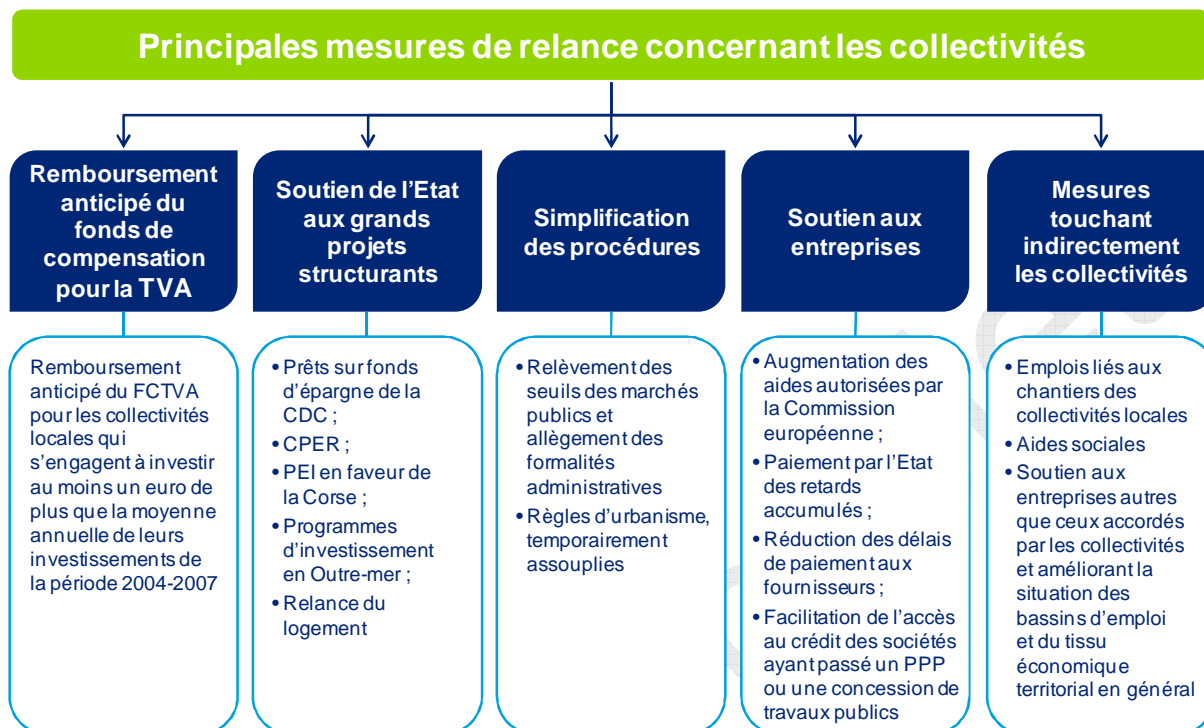 Principales mesures de relance concernant les collectivités
Remboursement
anticipé du
fonds de
compensation
pour la TVA
Remboursement
anticipé du FCTVA
pour les collectivités
locales qui
s'engagent à investir
au moins un euro de
plus que la moyenne
annuelle de leurs
investissements de
la période 2004-2007
Soutien de l'Etat
aux grands
projets
structurants
• Prêts sur fonds
d'épargne de la
CDC ;
• CPER ;
• PEI en faveur de
la Corse ;
• Programmes
d'investissement
en Outre-mer ;
• Relance du
logement
Simplification
des procédures
• Relèvement des
seuils des marchés
publics et
allègement des
formalités
administratives
• Règles d'urbanisme,
temporairement
assouplies
Soutien aux
entreprises
• Augmentation des
aides autorisées par
la Commission
européenne ;
• Paiement par l'Etat
des retards
accumulés ;
• Réduction des délais
de paiement aux
fournisseurs ;
• Facilitation de l'accès
au crédit des sociétés
ayant passé un PPP
ou une concession de
travaux publics
Mesures
touchant
indirectement
les collectivités
• Emplois liés aux
chantiers des
collectivités locales
• Aides sociales
• Soutien aux
entreprises autres
que ceux accordés
par les collectivités
et améliorant la
situation des
bassins d'emploi
et du tissu
économique
territorial en général